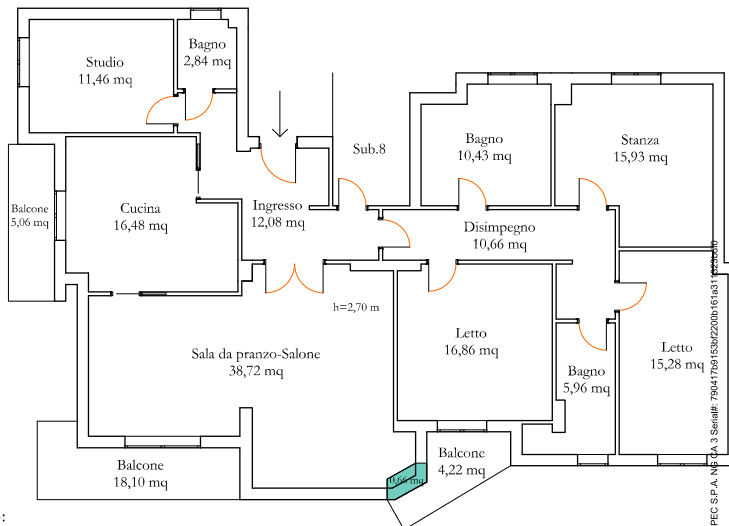 Studio
11,46 mq
Bagno
2,84 mq
Sub.8
Bagno
10,43 mq
Stanza
15,93 mq
Balcone
5,06 mq
Cucina
16,48 mq
Ingresso
12,08 mq
Disimpegno
10,66 mq
h=2,70 m
Sala da pranzo-Salone
38,72 mq
Letto
16,86 mq
Bagno
5,96 mq
Letto
15,28 mq
Balcone
18,10 mq
0,66 mq
Balcone
4,22 mq
PEC S.P.A. NG CA 3 Serial#:
: